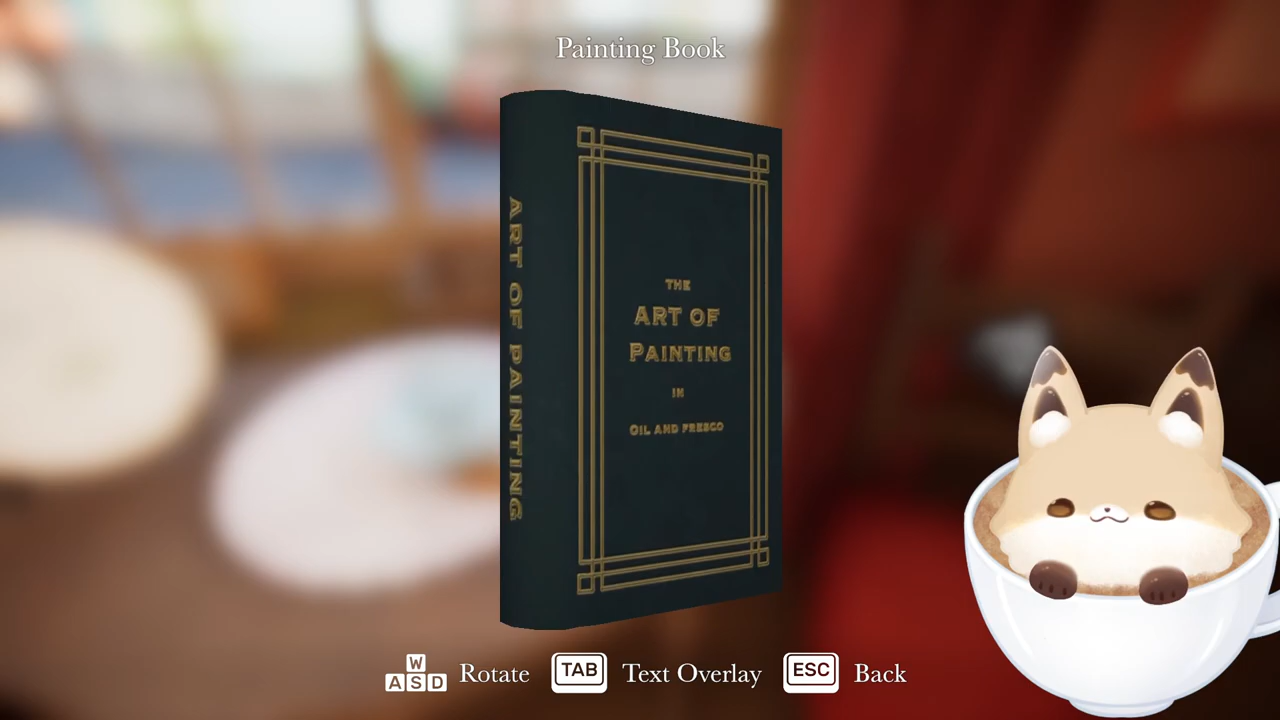 Painting Book
THE
ART OF
PAINTING
IN
OIL AND FRESCO
ART OF PAINTING
W
A S D Rotate TAB Text Overlay ESC Back